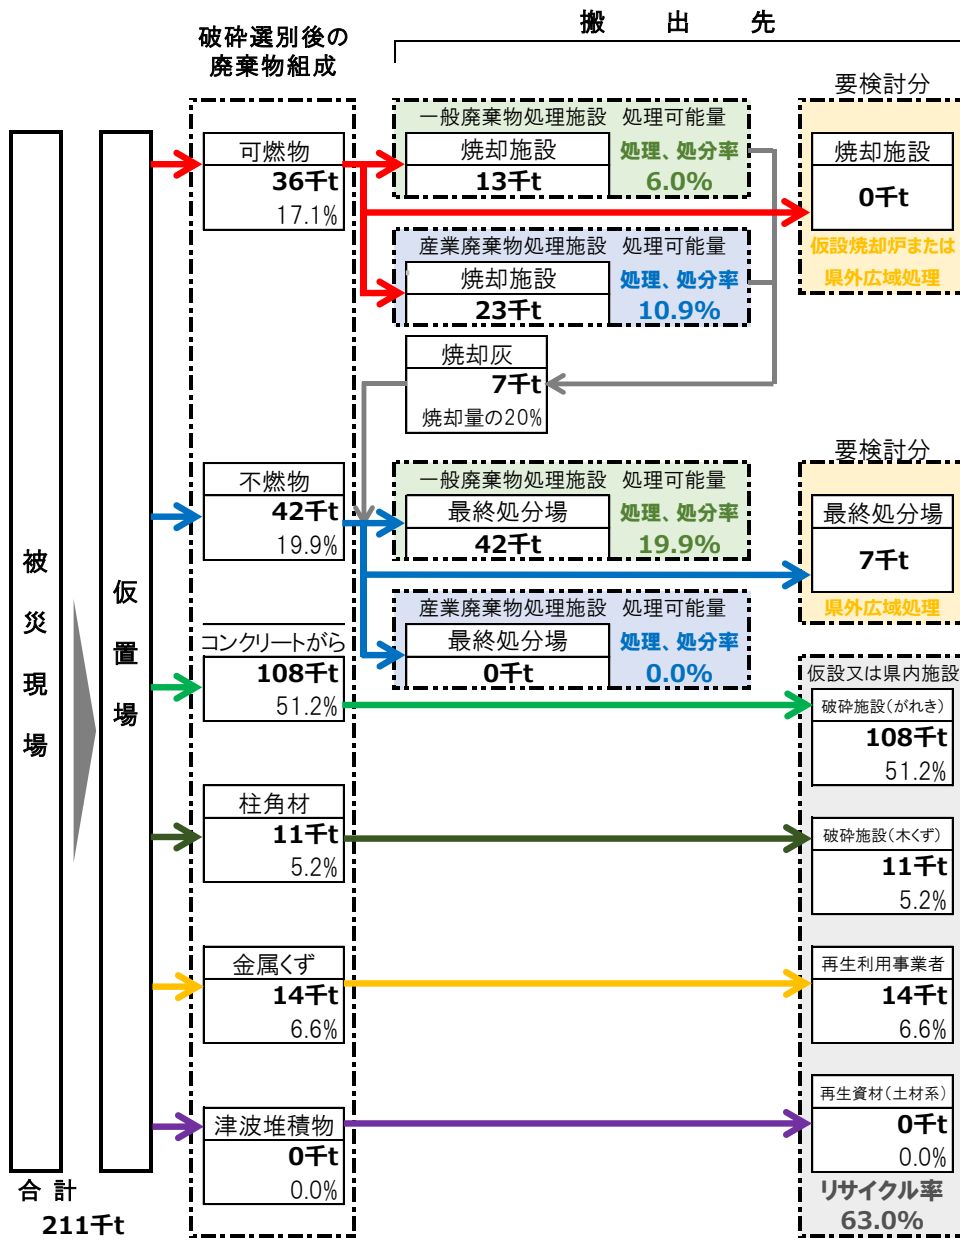 搬出先
破砕選別後の
廃棄物組成
要検討分
可燃物
36千t
17.1%
一般廃棄物処理施設 処理可能量
焼却施設
13千t
処理、処分率
6.0%
焼却施設
0千t
仮設焼却炉または
県外広域処理
産業廃棄物処理施設 処理可能量
焼却施設
23千t
処理、処分率
10.9%
焼却灰
7千t
焼却量の20%
要検討分
不燃物
42千t
19.9%
一般廃棄物処理施設 処理可能量
最終処分場
42千t
処理、処分率
19.9%
最終処分場
7千t
県外広域処理
産業廃棄物処理施設 処理可能量
最終処分場
0千t
処理、処分率
0.0%
被災現場
仮置場
コンクリートがら
108千t
51.2%
仮設又は県内施設
破砕施設(がれき)
108千t
51.2%
柱角材
11千t
5.2%
破砕施設(木くず)
11千t
5.2%
金属くず
14千t
6.6%
再生利用事業者
14千t
6.6%
津波堆積物
0千t
0.0%
再生資材(土材系)
0千t
0.0%
リサイクル率
63.0%
合計
211千t